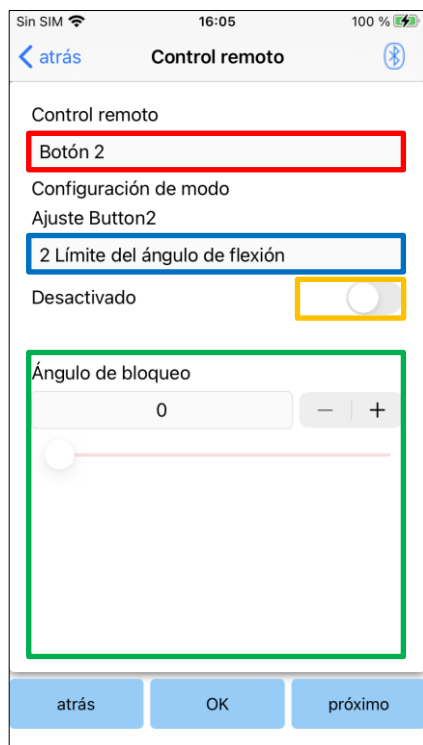 Sin SIM 16:05 100 %
atrás Control remoto
Control remoto
Botón 2
Configuración de modo
Ajuste Button2
2 Límite del ángulo de flexión
Desactivado
Ángulo de bloqueo
0 − +
atrás OK próximo